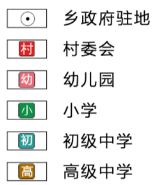 乡政府驻地
村 村委会
幼 幼儿园
小 小学
初 初级中学
高 高级中学